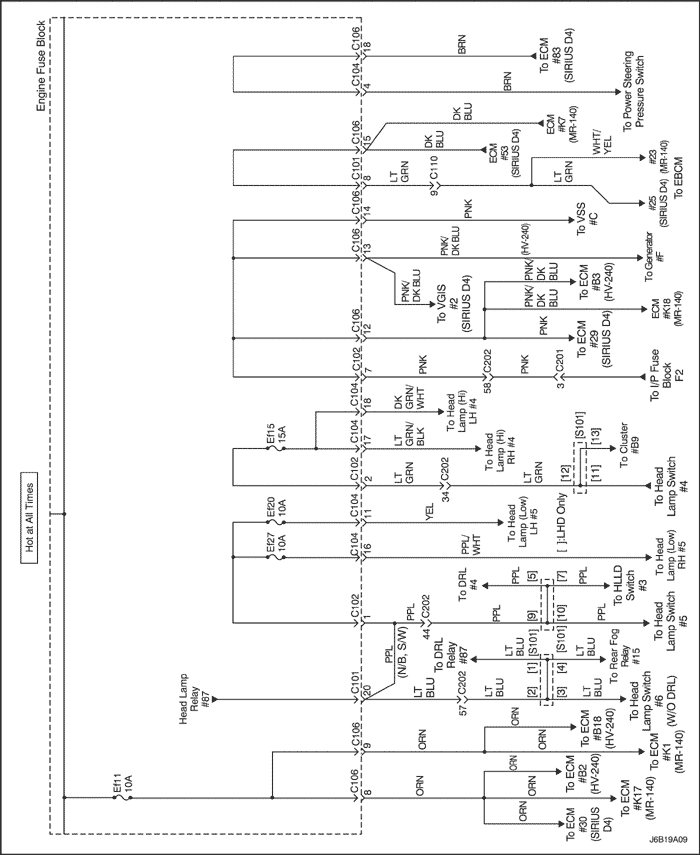 Engine Fuse Block
Hot at All Times
C106
18
BRN
To ECM
#83
(SIRIUS D4)
C104
4
BRN
To Power Steering
Pressure Switch
C106
15
DK
BLU
ECM
#K7
(MR-140)
DK
BLU
ECM
#53
(SIRIUS D4)
C101
8
LT
GRN
9
C110
WHT/
YEL
#23
(MR-140)
LT
GRN
#25
(SIRIUS D4)
To EBCM
C106
14
PNK
To VSS
#C
C106
13
PNK/
DK BLU
(HV-240)
To Generator
#F
PNK/
DK BLU
To VGIS
#2
(SIRIUS D4)
PNK/
DK
BLU
To ECM
#B3
(HV-240)
PNK/
DK
BLU
ECM
#K18
(MR-140)
C106
12
PNK
To ECM
#29
(SIRIUS D4)
C102
7
PNK
58
C202
PNK
3
C201
To I/P Fuse
Block
F2
C104
18
DK
GRN/
WHT
To Head
Lamp (Hi)
LH #4
Ef15
15A
C104
17
LT
GRN/
BLK
To Head
Lamp (Hi)
RH #4
C102
2
LT
GRN
34
C202
LT
GRN
[S101]
[12]
[13]
[11]
To Cluster
#B9
To Head
Lamp Switch
#4
[ ]:LHD Only
Ef20
10A
C104
11
YEL
To Head
Lamp (Low)
LH #5
Ef27
10A
C104
16
PPL/
WHT
To Head
Lamp (Low)
RH #5
To DRL
#4
PPL
[5]
[7]
PPL
To HLLD
Switch
#3
C102
1
PPL
44
C202
PPL
[9]
[10]
PPL
To Head
Lamp Switch
#5
[S101]
PPL
(N/B, S/W)
To DRL
Relay
#87
LT
BLU
[S101]
[1]
[4]
LT
BLU
To Rear Fog
Relay
#15
Head Lamp
Relay
#87
C101
20
LT
BLU
57
C202
LT
BLU
[2]
[3]
LT
BLU
To Head
Lamp Switch
#6
(W/O DRL)
C106
9
ORN
ORN
To ECM
#B18
(HV-240)
ORN
To ECM
#K1
(MR-140)
Ef11
10A
C106
8
ORN
ORN
To ECM
#B2
(HV-240)
ORN
To ECM
#K17
(MR-140)
ORN
To ECM
#30
(SIRIUS
D4)
J6B19A09